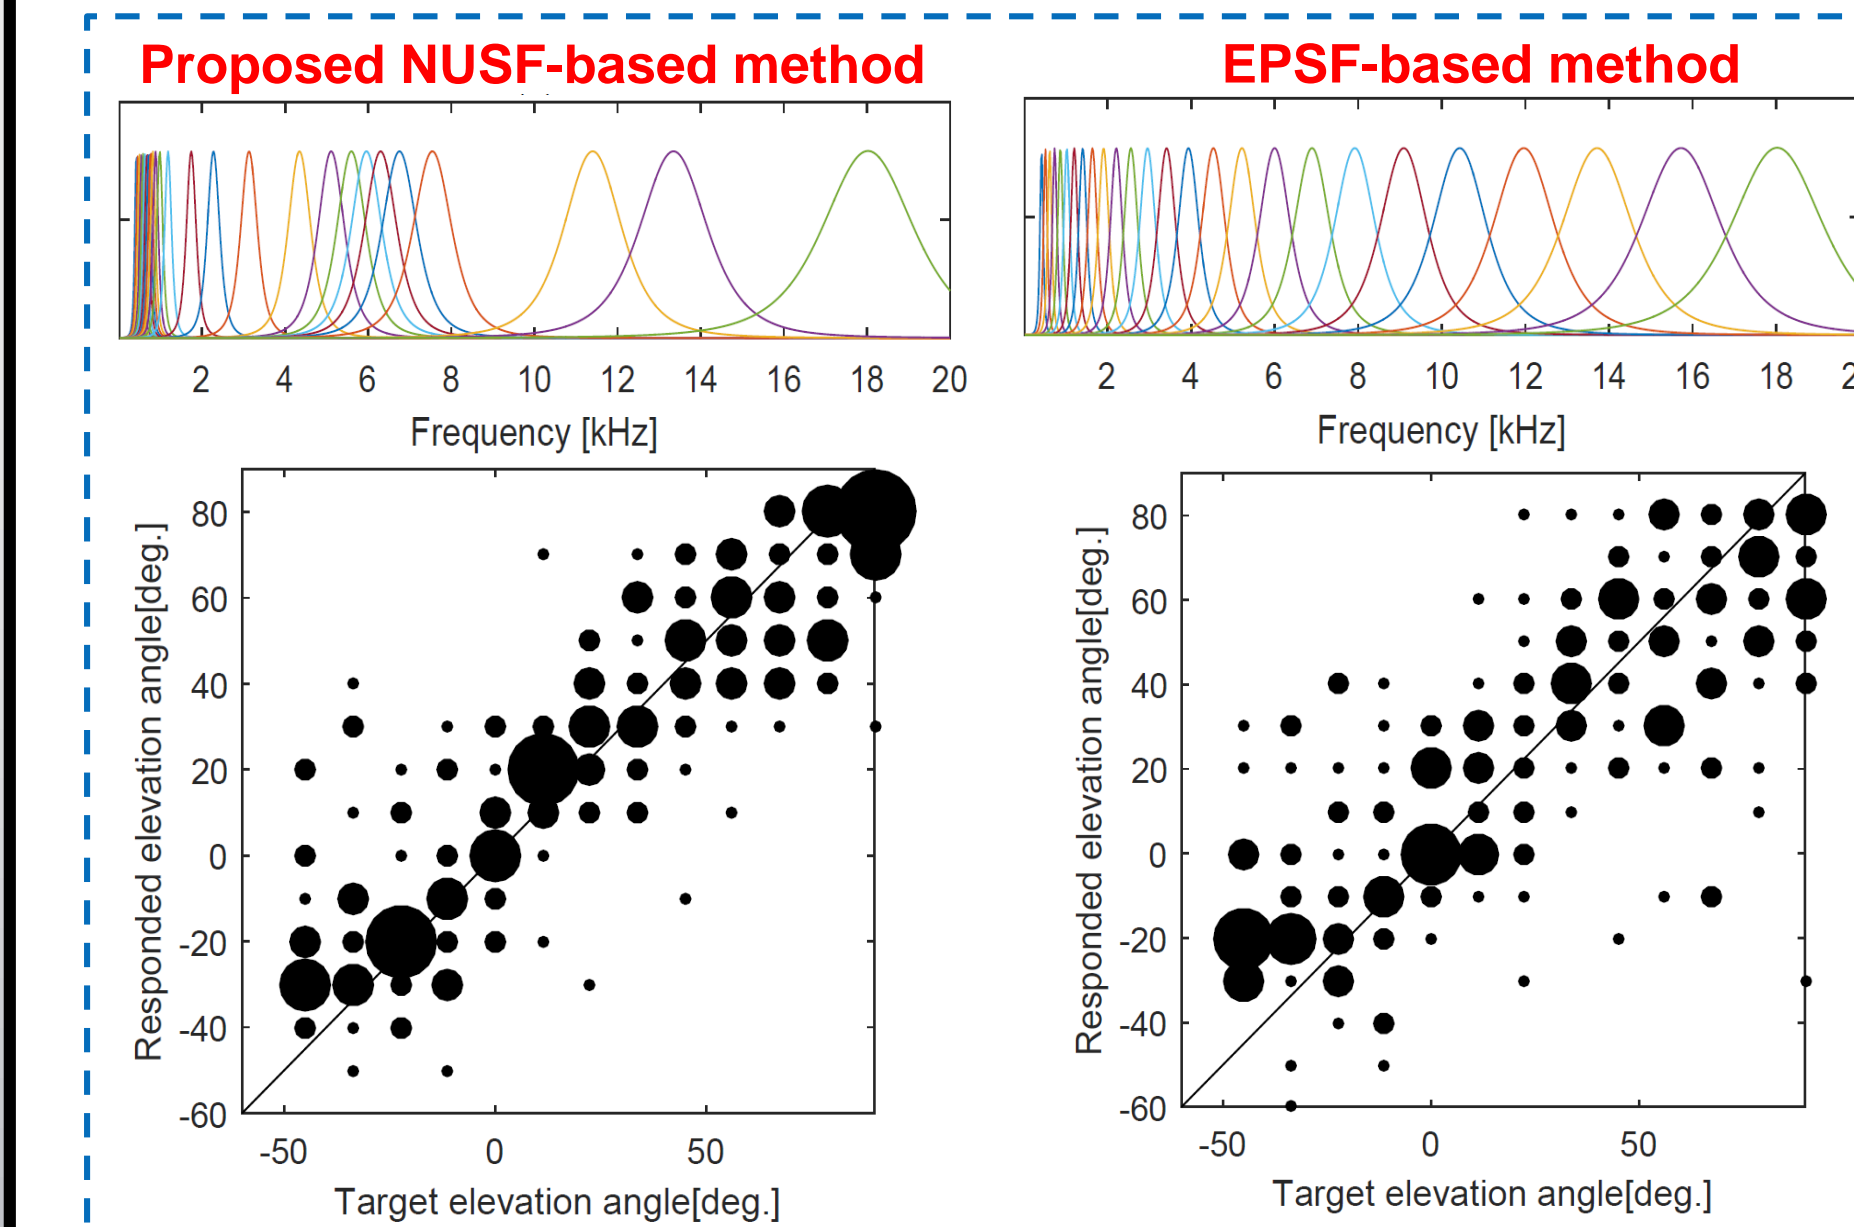 Proposed NUSF-based method
2 4 6 8 10 12 14 16 18 20
Frequency [kHz]
80
60
40
20
0
-20
-40
-60
Responded elevation angle[deg.]
-50 0 50
Target elevation angle[deg.]
EPSF-based method
2 4 6 8 10 12 14 16 18
Frequency [kHz]
80
60
40
20
0
-20
-40
-60
Responded elevation angle[deg.]
-50 0 50
Target elevation angle[deg.]